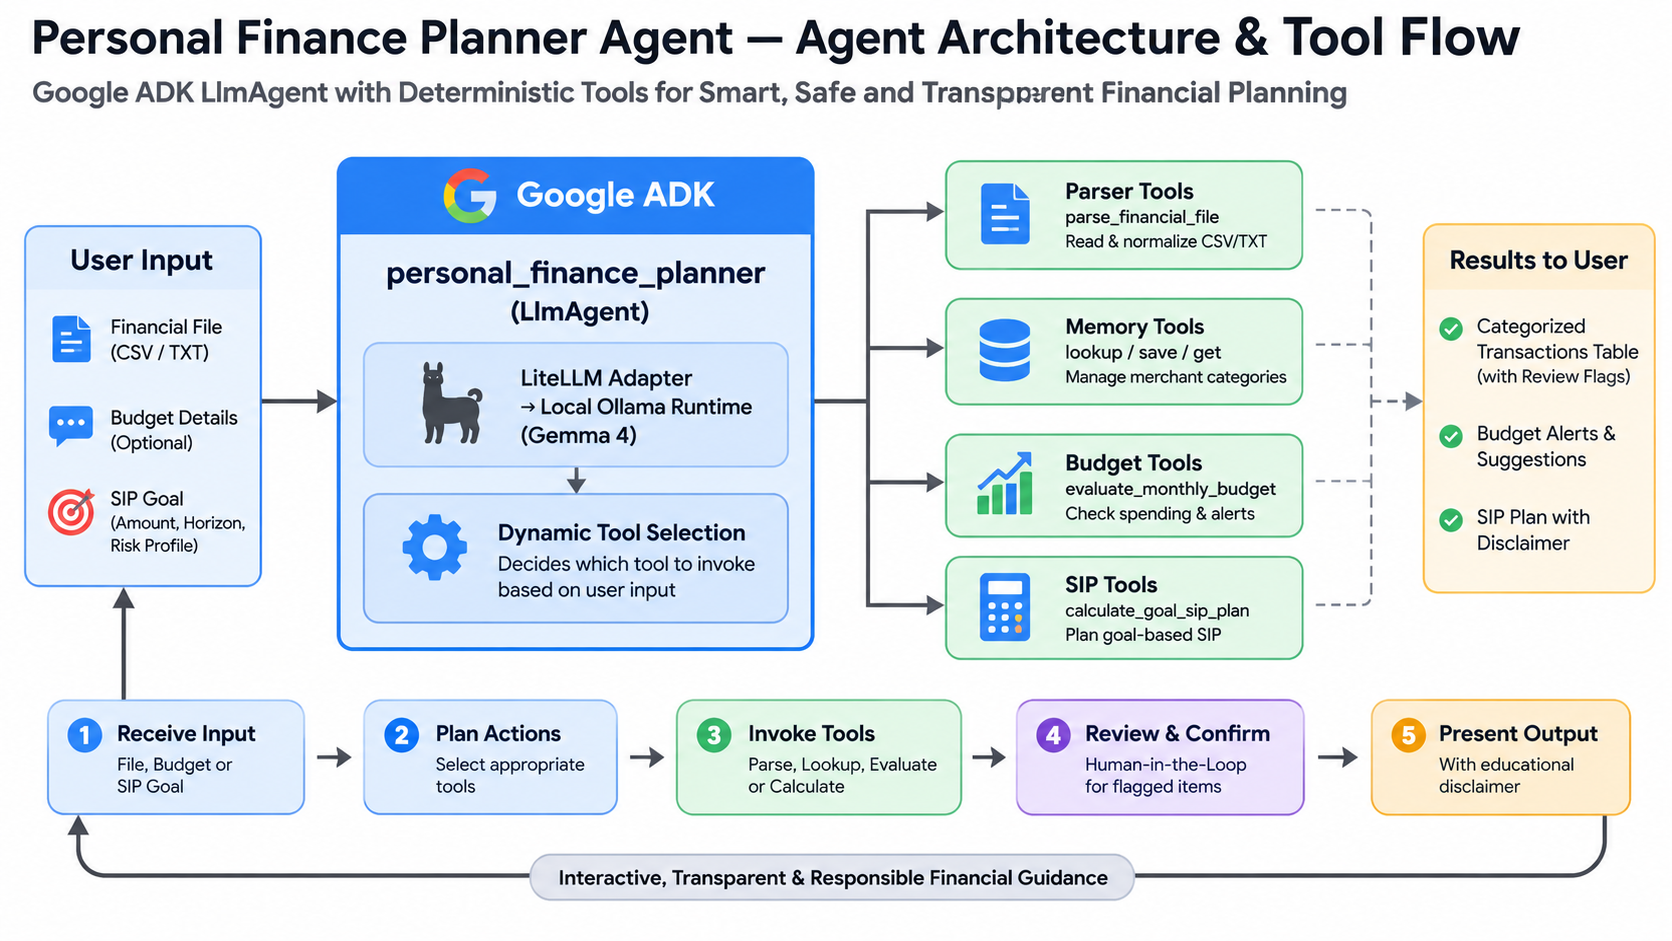 Personal Finance Planner Agent — Agent Architecture & Tool Flow
Google ADK LlmAgent with Deterministic Tools for Smart, Safe and Financial Planning
User Input
Financial File
(CSV / TXT)
Budget Details
(Optional)
SIP Goal
(Amount, Horizon,
Risk Profile)
Google ADK
personal_finance_planner
(LlmAgent)
LiteLLM Adapter
→ Local Ollama Runtime
(Gemma 4)
Dynamic Tool Selection
Decides which tool to invoke
based on user input
Parser Tools
parse_financial_file
Read & normalize CSV/TXT
Memory Tools
lookup / save / get
Manage merchant categories
Budget Tools
evaluate_monthly_budget
Check spending & alerts
SIP Tools
calculate_goal_sip_plan
Plan goal-based SIP
Results to User
Categorized
Transactions Table
(with Review Flags)
Budget Alerts &
Suggestions
SIP Plan with
Disclaimer
1 Receive Input
File, Budget or
SIP Goal
2 Plan Actions
Select appropriate
tools
3 Invoke Tools
Parse, Lookup, Evaluate
or Calculate
4 Review & Confirm
Human-in-the-Loop
for flagged items
5 Present Output
With educational
disclaimer
Interactive, Transparent & Responsible Financial Guidance